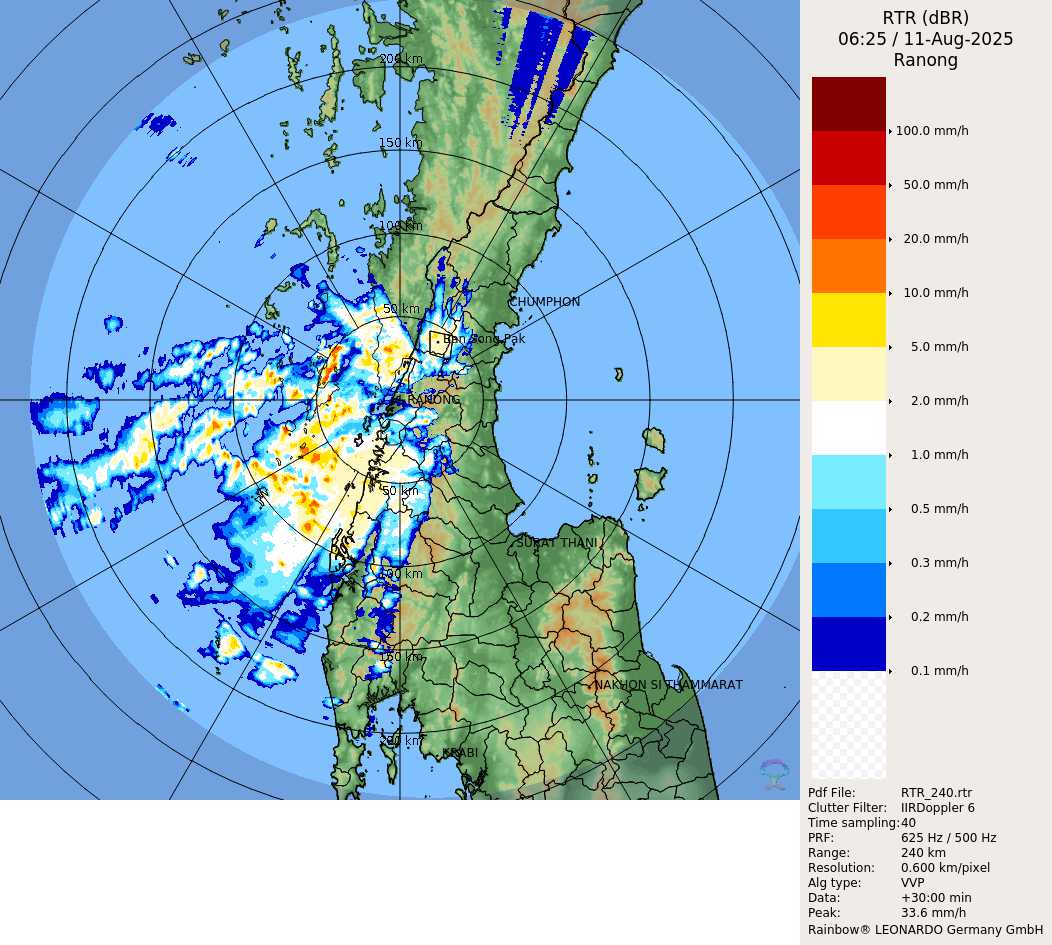 RTR (dBR)
06:25 / 11-Aug-2025
Ranong
100.0 mm/h
50.0 mm/h
20.0 mm/h
10.0 mm/h
5.0 mm/h
2.0 mm/h
1.0 mm/h
0.5 mm/h
0.3 mm/h
0.2 mm/h
0.1 mm/h
Pdf File: RTR_240.rtr
Clutter Filter: IIRDoppler 6
Time sampling: 40
PRF: 625 Hz / 500 Hz
Range: 240 km
Resolution: 0.600 km/pixel
Alg type: VVP
Data: +30:00 min
Peak: 33.6 mm/h
Rainbow® LEONARDO Germany GmbH
200 km
150 km
100 km
CHUMPHON
50 km
Ban Song Pak
RANONG
50 km
SURAT THANI
100 km
150 km
NAKHON SI THAMMARAT
200 km
KRABI